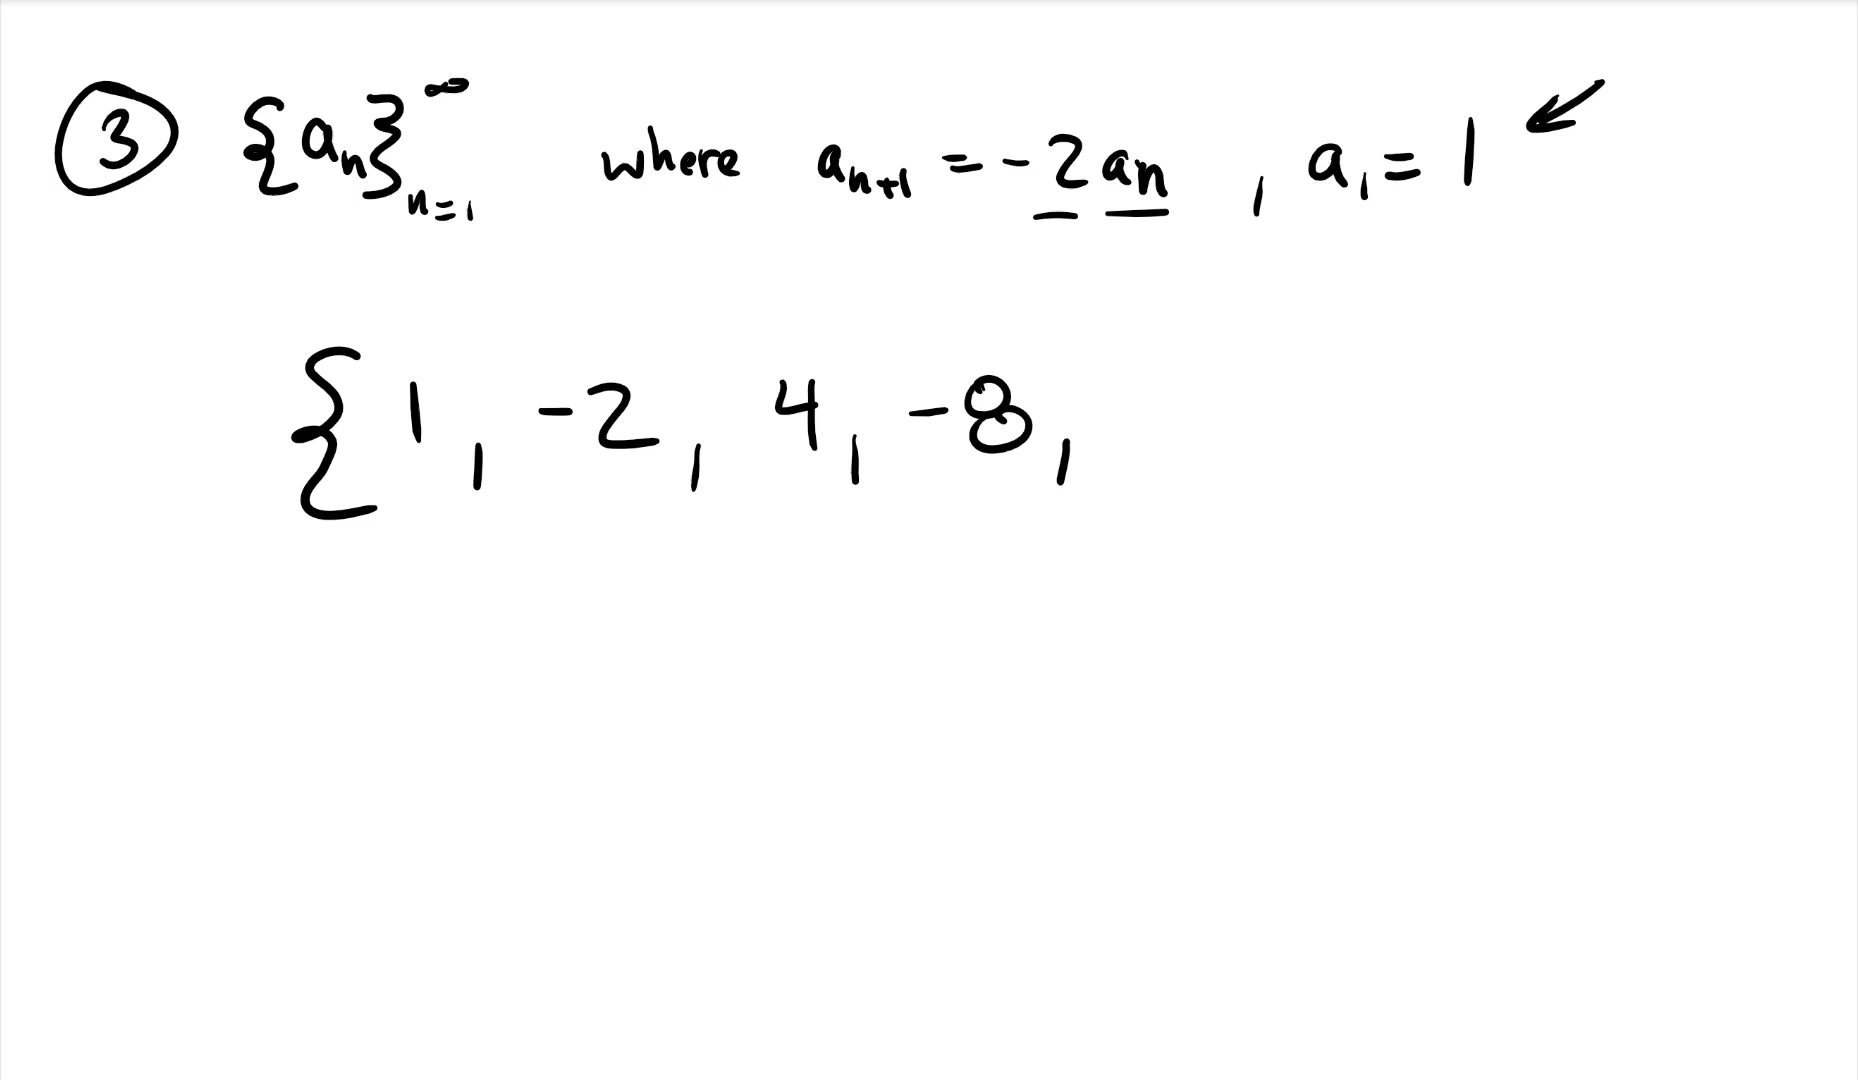 ③ {aₙ}ₙ₌₁^∞ where aₙ₊₁ = -2aₙ , a₁ = 1
{ 1 , -2 , 4 , -8 ,